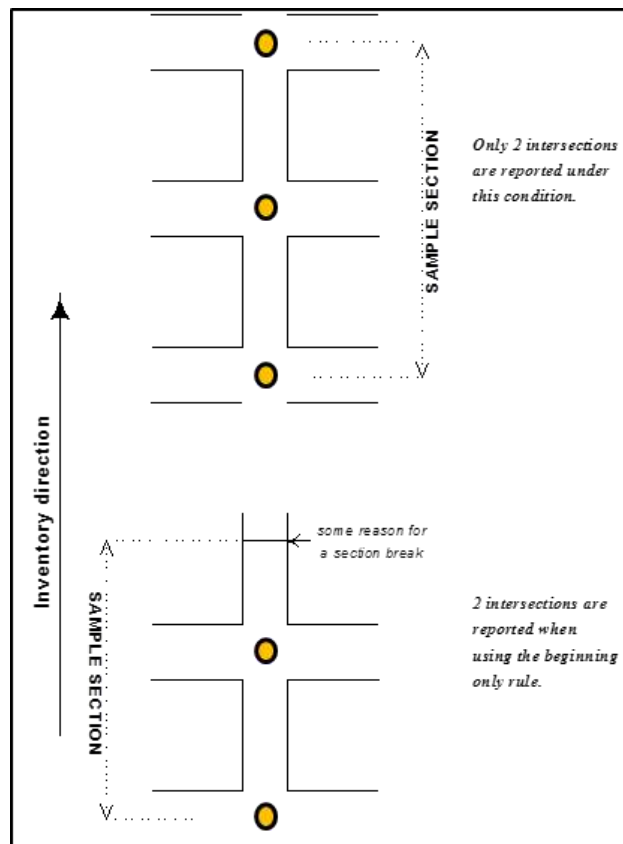 Only 2 intersections
are reported under
this condition.
SAMPLE SECTION
Inventory direction
some reason for
a section break
SAMPLE SECTION
2 intersections are
reported when
using the beginning
only rule.